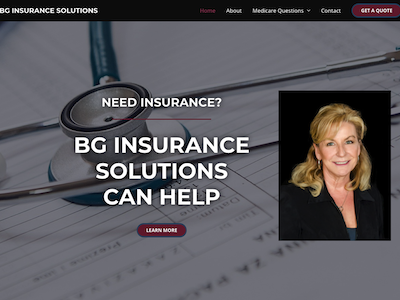 BG INSURANCE SOLUTIONS
Home About Medicare Questions Contact GET A QUOTE
NEED INSURANCE?
BG INSURANCE
SOLUTIONS
CAN HELP
LEARN MORE